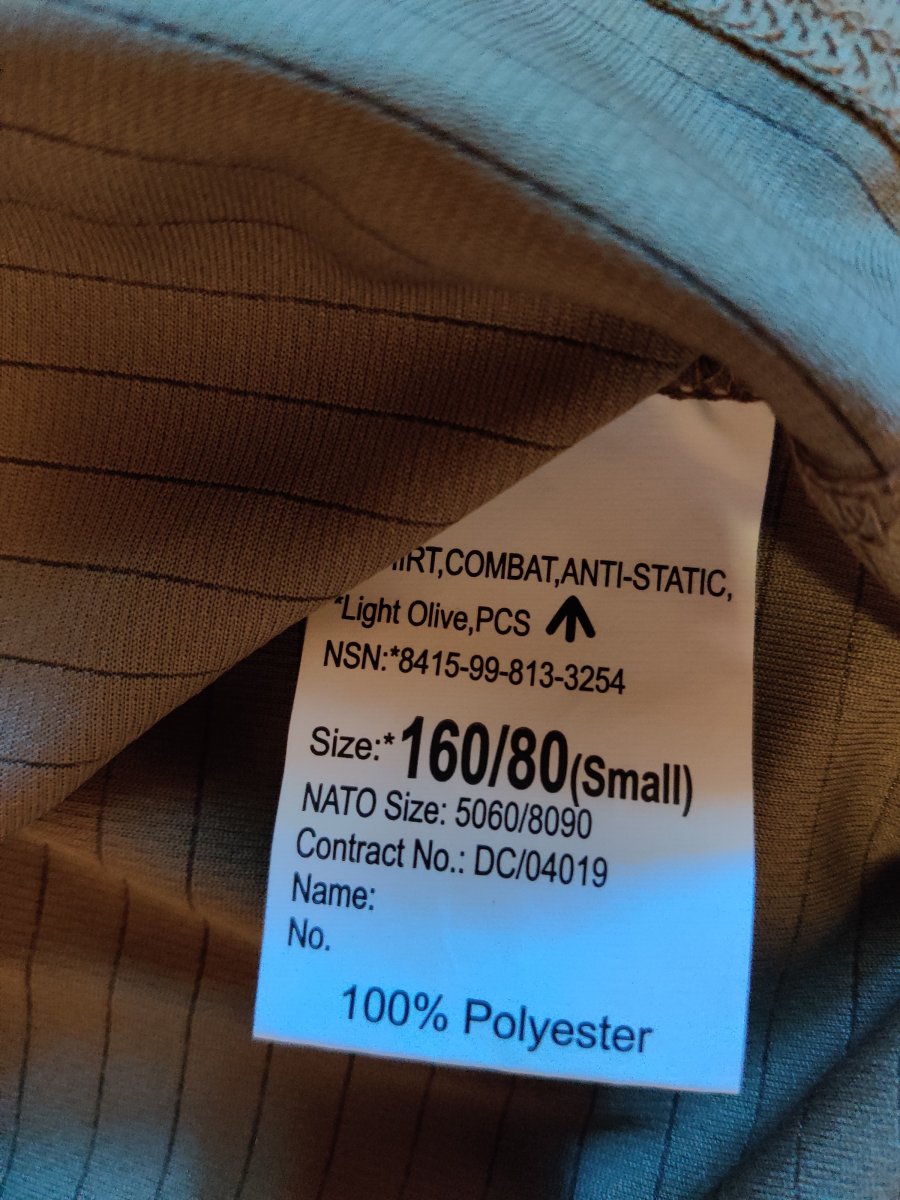 COMBAT,ANTI-STATIC,
*Light Olive,PCS
NSN:*8415-99-813-3254
Size:*160/80(Small)
NATO Size: 5060/8090
Contract No.: DC/04019
Name:
No.
100% Polyester